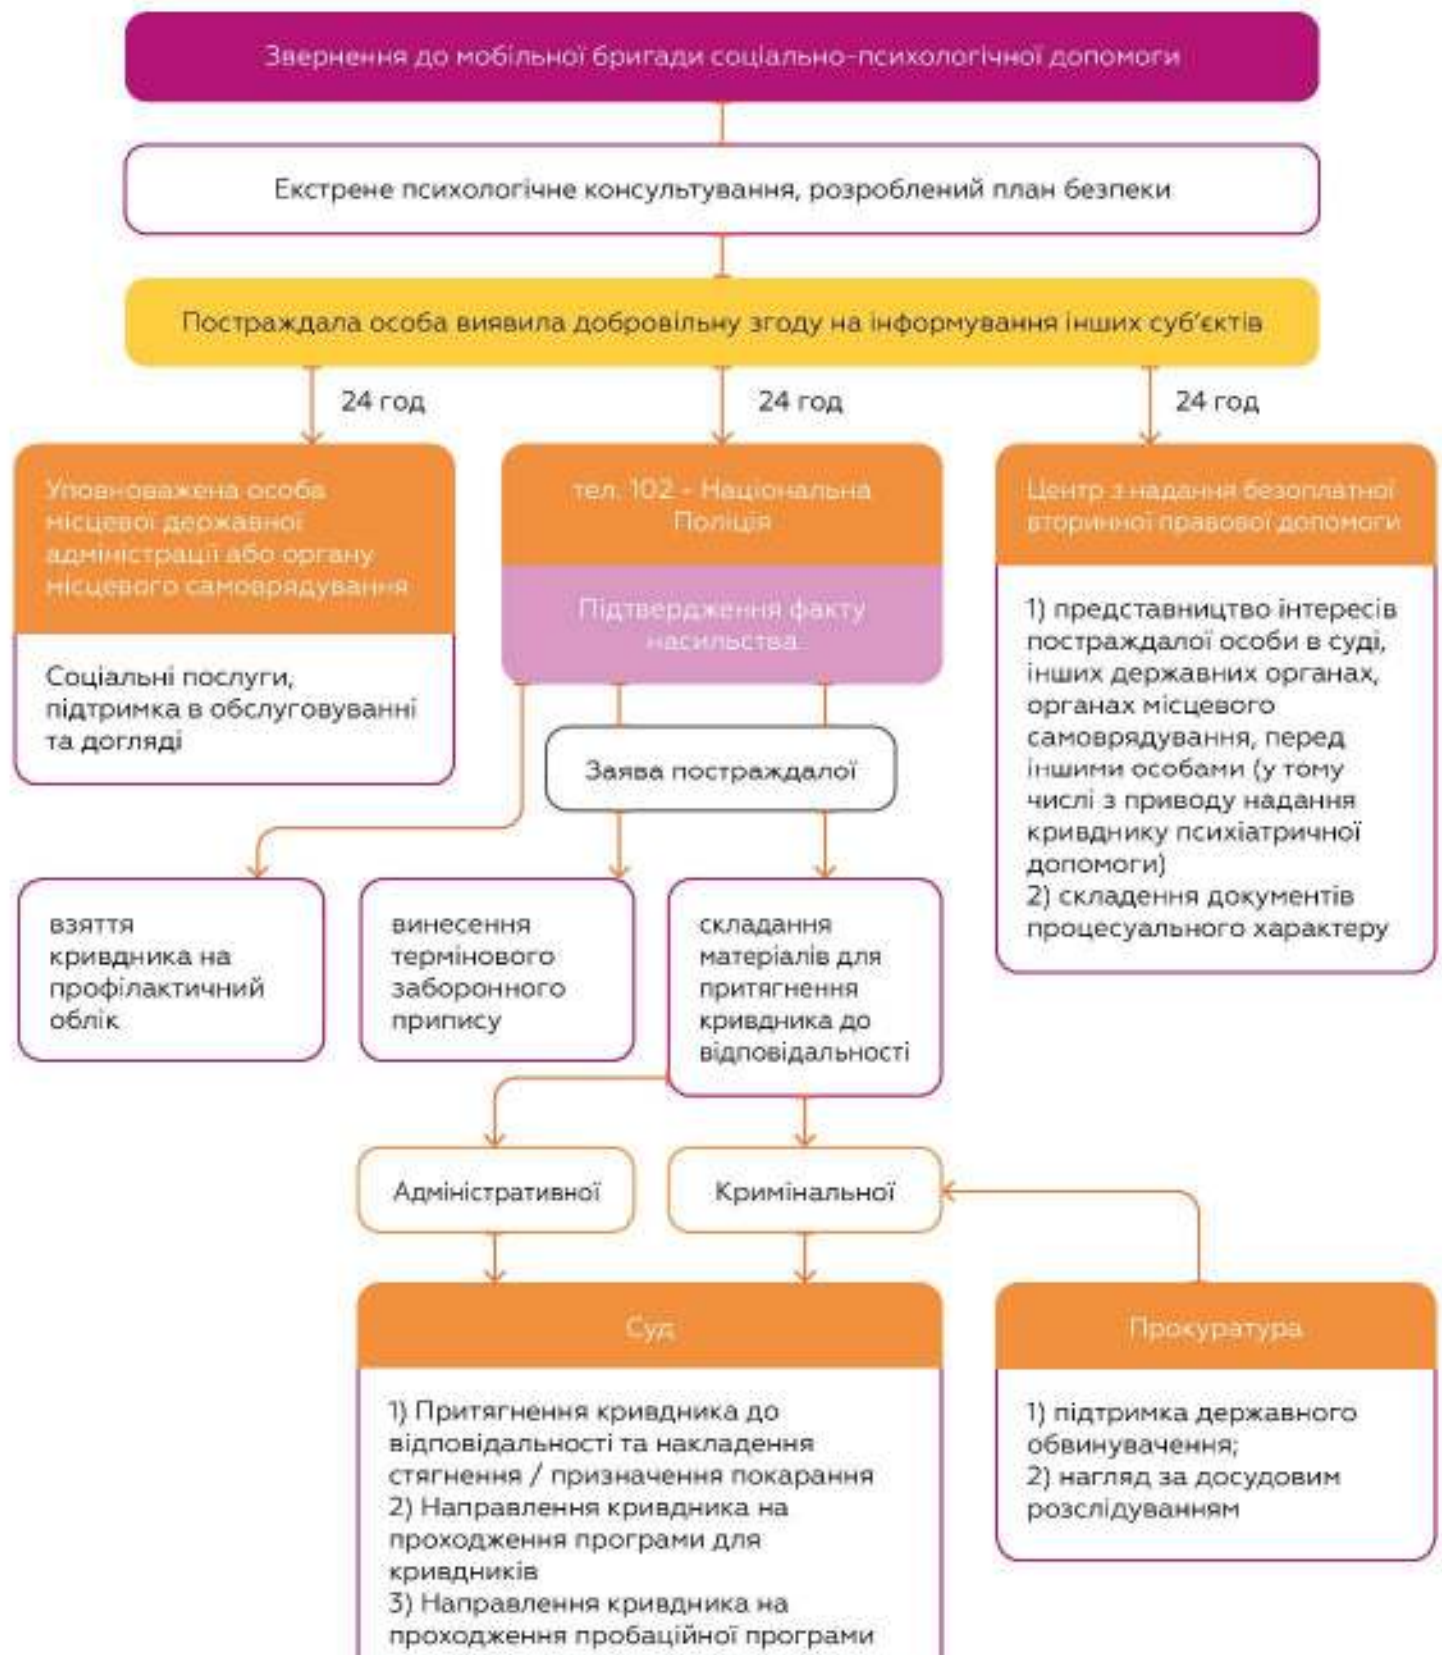 Звернення до мобільної бригади соціально-психологічної допомоги
Екстрене психологічне консультування, розроблений план безпеки
Постраждала особа виявила добровільну згоду на інформування інших суб'єктів
24 год
24 год
24 год
Уповноважена особа
місцевої державної
адміністрації або органу
місцевого самоврядування
Соціальні послуги,
підтримка в обслуговуванні
та догляді
тел. 102 - Національна
Поліція
Підтвердження факту
насильства
Центр з надання безоплатної
вторинної правової допомоги
1) представництво інтересів
постраждалої особи в суді,
інших державних органах,
органах місцевого
самоврядування, перед
іншими особами (у тому
числі з приводу надання
кривднику психіатричної
допомоги)
2) складення документів
процесуального характеру
Заява постраждалої
взяття
кривдника на
профілактичний
облік
винесення
термінового
заборонного
припису
складання
матеріалів для
притягнення
кривдника до
відповідальності
Адміністративної
Кримінальної
Суд
1) Притягнення кривдника до
відповідальності та накладення
стягнення / призначення покарання
2) Направлення кривдника на
проходження програми для
кривдників
3) Направлення кривдника на
проходження пробаційної програми
Прокуратура
1) підтримка державного
обвинувачення;
2) нагляд за досудовим
розслідуванням